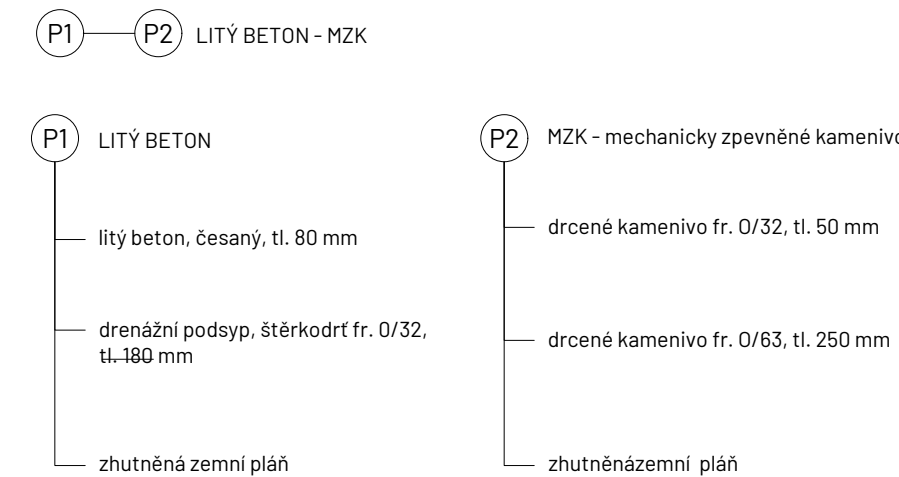 P1 P2 LITÝ BETON - MZK
P1 LITÝ BETON
litý beton, česaný, tl. 80 mm
drenážní podsyp, štěrkodrť fr. 0/32,
tl. 180 mm
zhutněná zemní pláň
P2 MZK - mechanicky zpevněné kamenivo
drcené kamenivo fr. 0/32, tl. 50 mm
drcené kamenivo fr. 0/63, tl. 250 mm
zhutněnázemní pláň